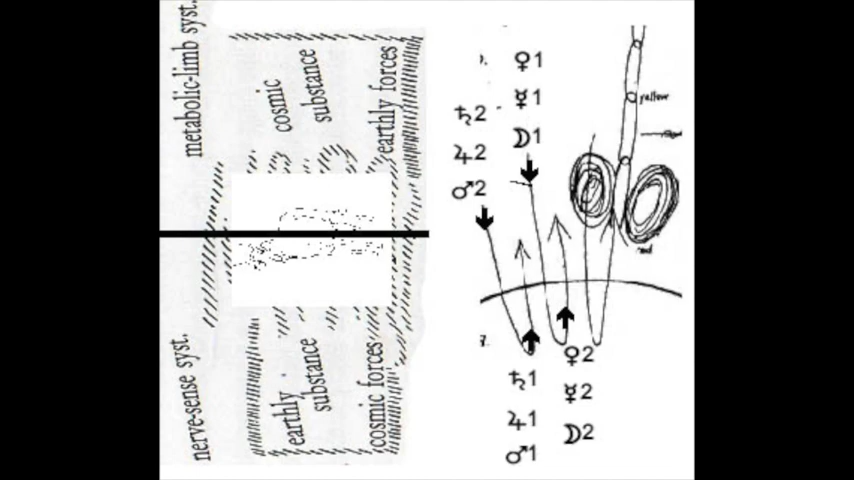 metabolic-limb syst.
cosmic
substance
earthly forces
nerve-sense syst.
earthly
substance
cosmic forces
♀1
☿1
☽1
♄2
♃2
♂2
yellow
red
♀2
☿2
☽2
♄1
♃1
♂1